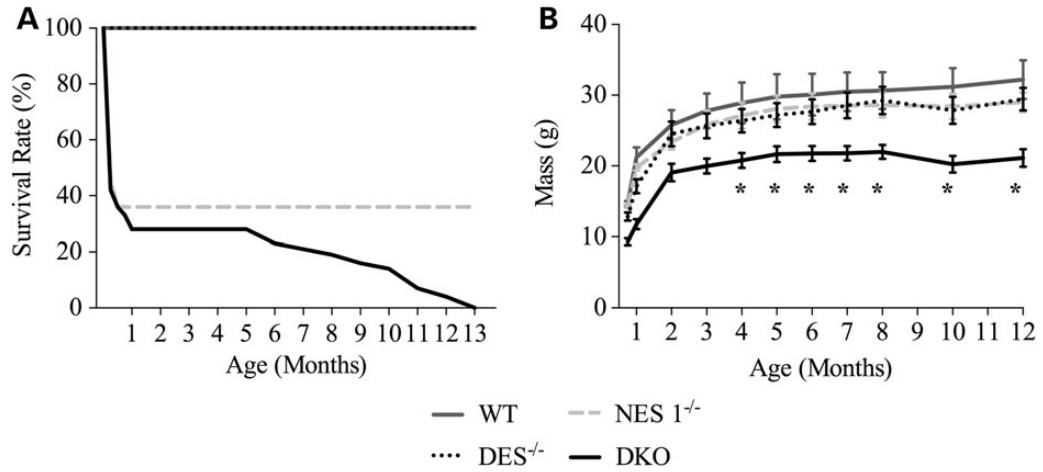 A
Survival Rate (%)
100
80
60
40
20
0
1 2 3 4 5 6 7 8 9 10 11 12 13
Age (Months)
B
Mass (g)
40
30
20
10
0
* * * * * * *
1 2 3 4 5 6 7 8 9 10 11 12
Age (Months)
WT
NES 1-/-
DES-/-
DKO